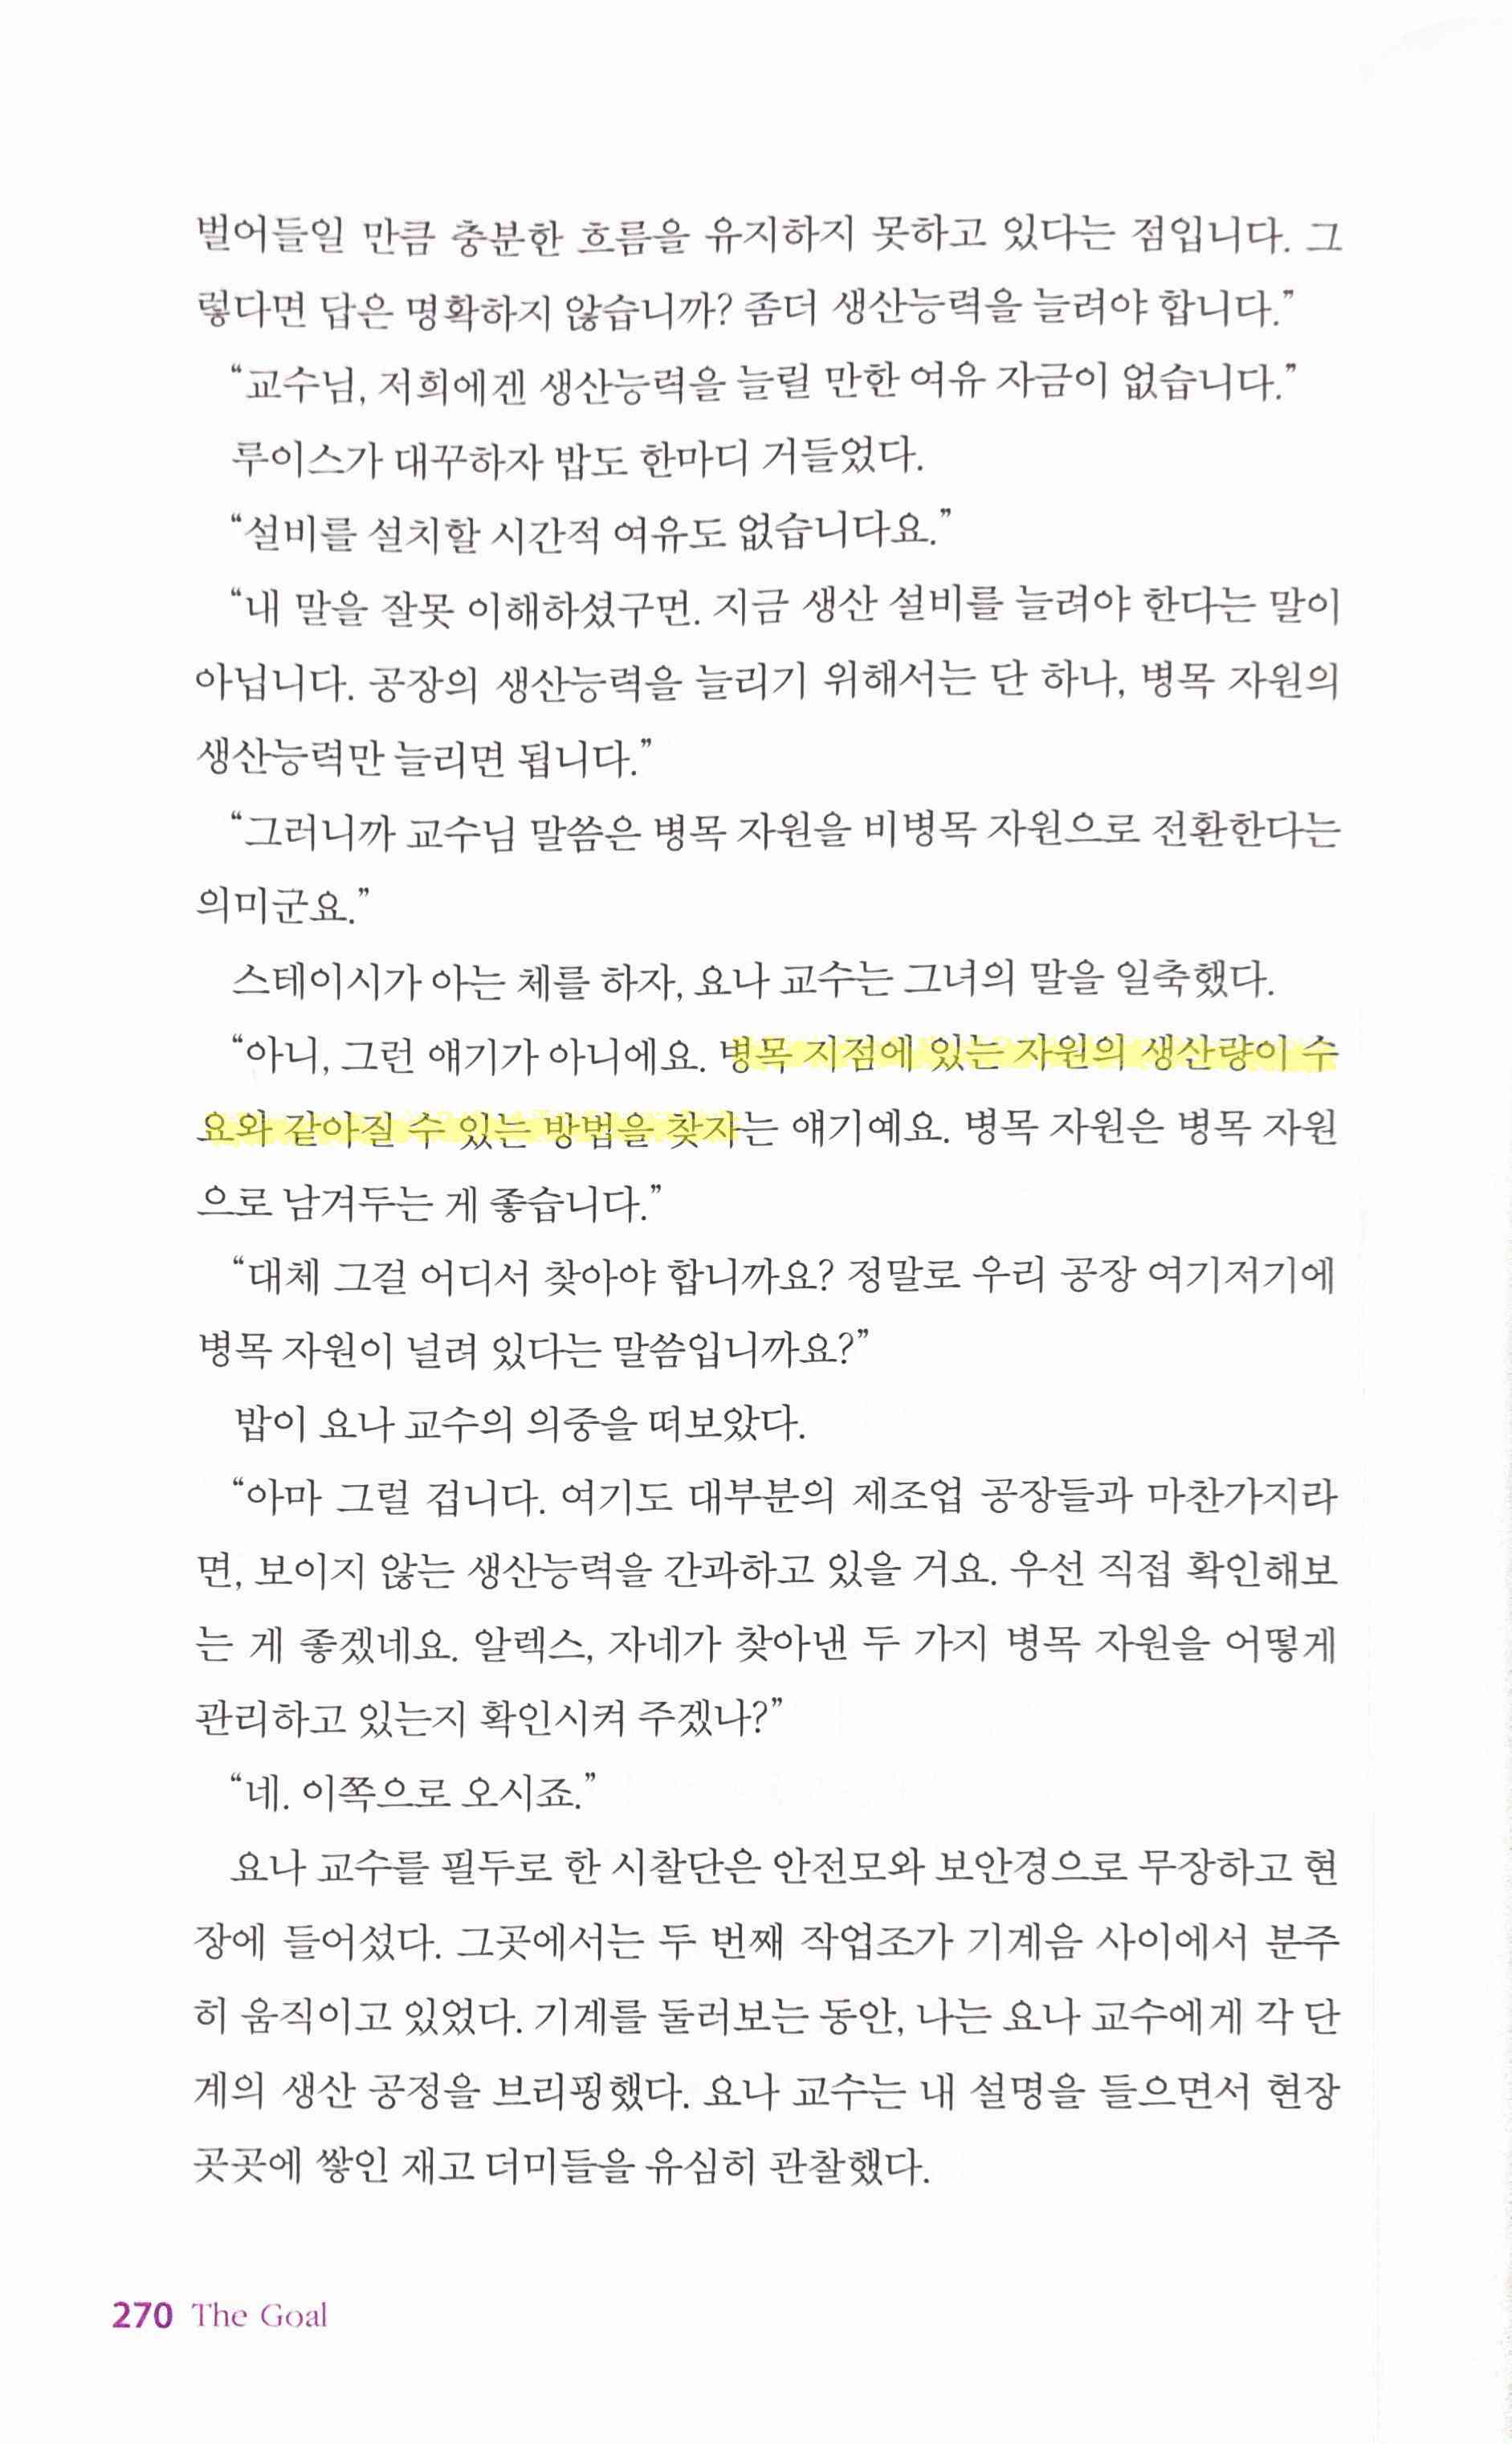 벌어들일 만큼 충분한 흐름을 유지하지 못하고 있다는 점입니다. 그
렇다면 답은 명확하지 않습니까? 좀더 생산능력을 늘려야 합니다.”
“교수님, 저희에겐 생산능력을 늘릴 만한 여유 자금이 없습니다.”
루이스가 대꾸하자 밥도 한마디 거들었다.
“설비를 설치할 시간적 여유도 없습니다요.”
“내 말을 잘못 이해하셨구먼. 지금 생산 설비를 늘려야 한다는 말이
아닙니다. 공장의 생산능력을 늘리기 위해서는 단 하나, 병목 자원의
생산능력만 늘리면 됩니다.”
“그러니까 교수님 말씀은 병목 자원을 비병목 자원으로 전환한다는
의미군요.”
스테이시가 아는 체를 하자, 요나 교수는 그녀의 말을 일축했다.
“아니, 그런 얘기가 아니에요. 병목 지점에 있는 자원의 생산량이 수
요와 같아질 수 있는 방법을 찾자는 얘기예요. 병목 자원은 병목 자원
으로 남겨두는 게 좋습니다.”
“대체 그걸 어디서 찾아야 합니까요? 정말로 우리 공장 여기저기에
병목 자원이 널려 있다는 말씀입니까요?”
밥이 요나 교수의 의중을 떠보았다.
“아마 그럴 겁니다. 여기도 대부분의 제조업 공장들과 마찬가지라
면, 보이지 않는 생산능력을 간과하고 있을 거요. 우선 직접 확인해보
는 게 좋겠네요. 알렉스, 자네가 찾아낸 두 가지 병목 자원을 어떻게
관리하고 있는지 확인시켜 주겠나?”
“네. 이쪽으로 오시죠.”
요나 교수를 필두로 한 시찰단은 안전모와 보안경으로 무장하고 현
장에 들어섰다. 그곳에서는 두 번째 작업조가 기계음 사이에서 분주
히 움직이고 있었다. 기계를 둘러보는 동안, 나는 요나 교수에게 각 단
계의 생산 공정을 브리핑했다. 요나 교수는 내 설명을 들으면서 현장
곳곳에 쌓인 재고 더미들을 유심히 관찰했다.
270 The Goal